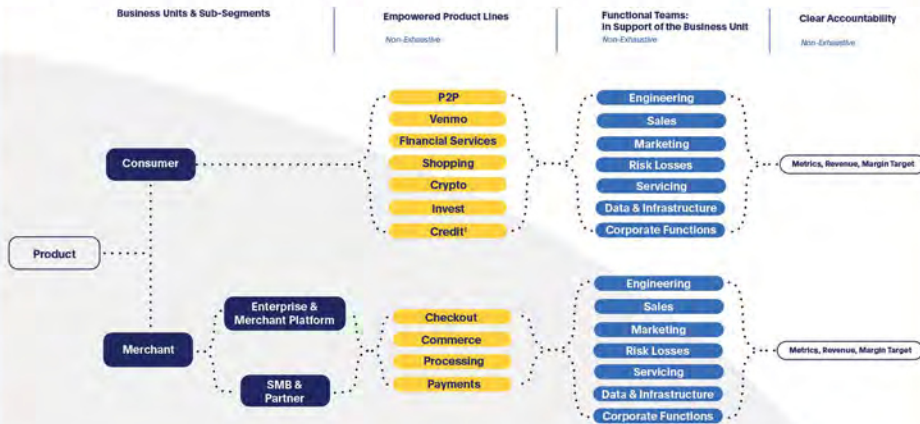 Business Units & Sub-Segments
Empowered Product Lines
Non-Exhaustive
Functional Teams:
in Support of the Business Unit
Non-Exhaustive
Clear Accountability
Non-Exhaustive
Product
Consumer
P2P
Venmo
Financial Services
Shopping
Crypto
Invest
Credit¹
Engineering
Sales
Marketing
Risk Losses
Servicing
Data & Infrastructure
Corporate Functions
Metrics, Revenue, Margin Target
Merchant
Enterprise &
Merchant Platform
SMB &
Partner
Checkout
Commerce
Processing
Payments
Engineering
Sales
Marketing
Risk Losses
Servicing
Data & Infrastructure
Corporate Functions
Metrics, Revenue, Margin Target